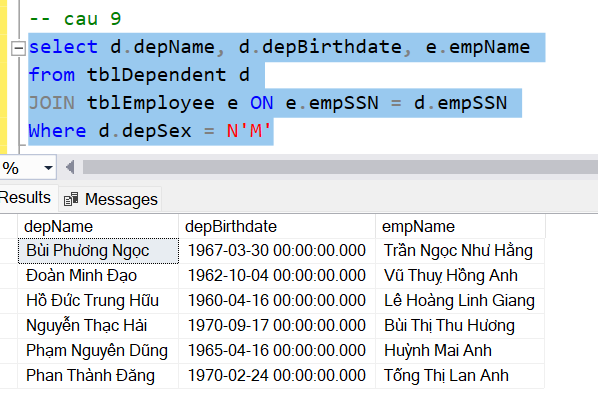 -- cau 9
select d.depName, d.depBirthdate, e.empName
from tblDependent d
JOIN tblEmployee e ON e.empSSN = d.empSSN
Where d.depSex = N'M'
%
Results Messages
depName depBirthdate empName
Bùi Phương Ngọc 1967-03-30 00:00:00.000 Trần Ngọc Như Hằng
Đoàn Minh Đạo 1962-10-04 00:00:00.000 Vũ Thuỵ Hồng Anh
Hồ Đức Trung Hữu 1960-04-16 00:00:00.000 Lê Hoàng Linh Giang
Nguyễn Thạc Hải 1970-09-17 00:00:00.000 Bùi Thị Thu Hương
Phạm Nguyên Dũng 1965-04-16 00:00:00.000 Huỳnh Mai Anh
Phan Thành Đăng 1970-02-24 00:00:00.000 Tống Thị Lan Anh